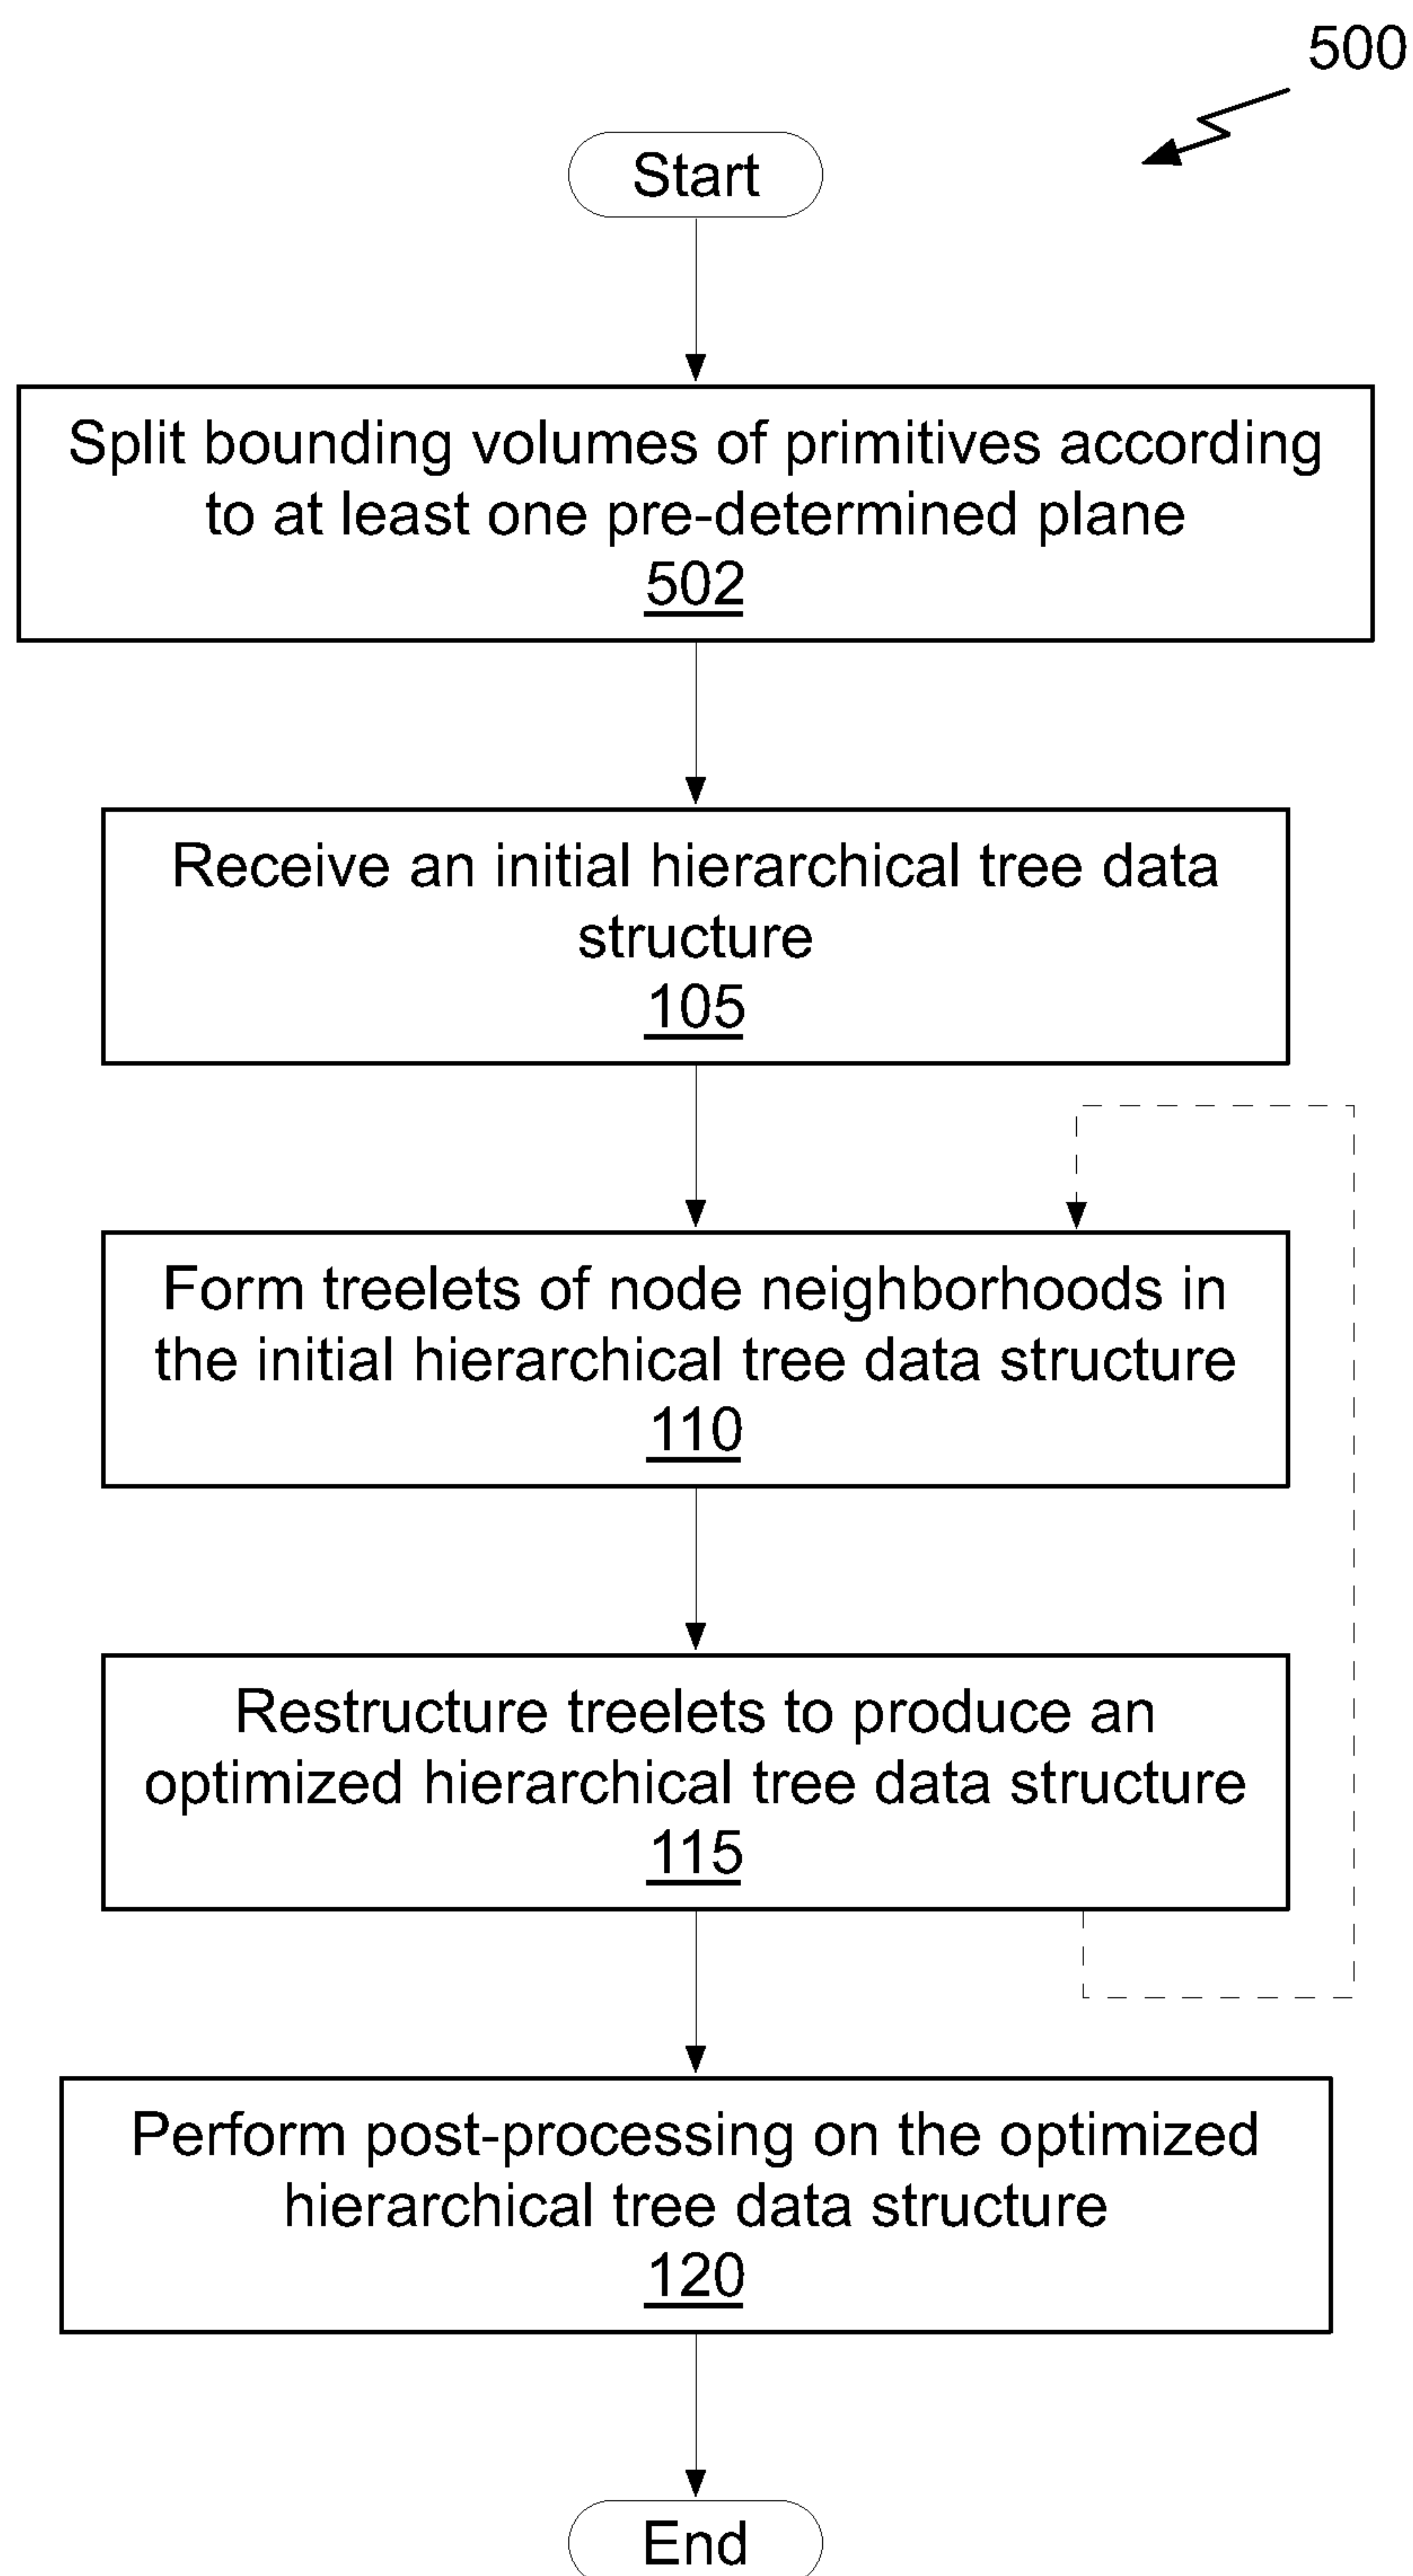 500
Start
Split bounding volumes of primitives according
to at least one pre-determined plane
502
Receive an initial hierarchical tree data
structure
105
Form treelets of node neighborhoods in
the initial hierarchical tree data structure
110
Restructure treelets to produce an
optimized hierarchical tree data structure
115
Perform post-processing on the optimized
hierarchical tree data structure
120
End